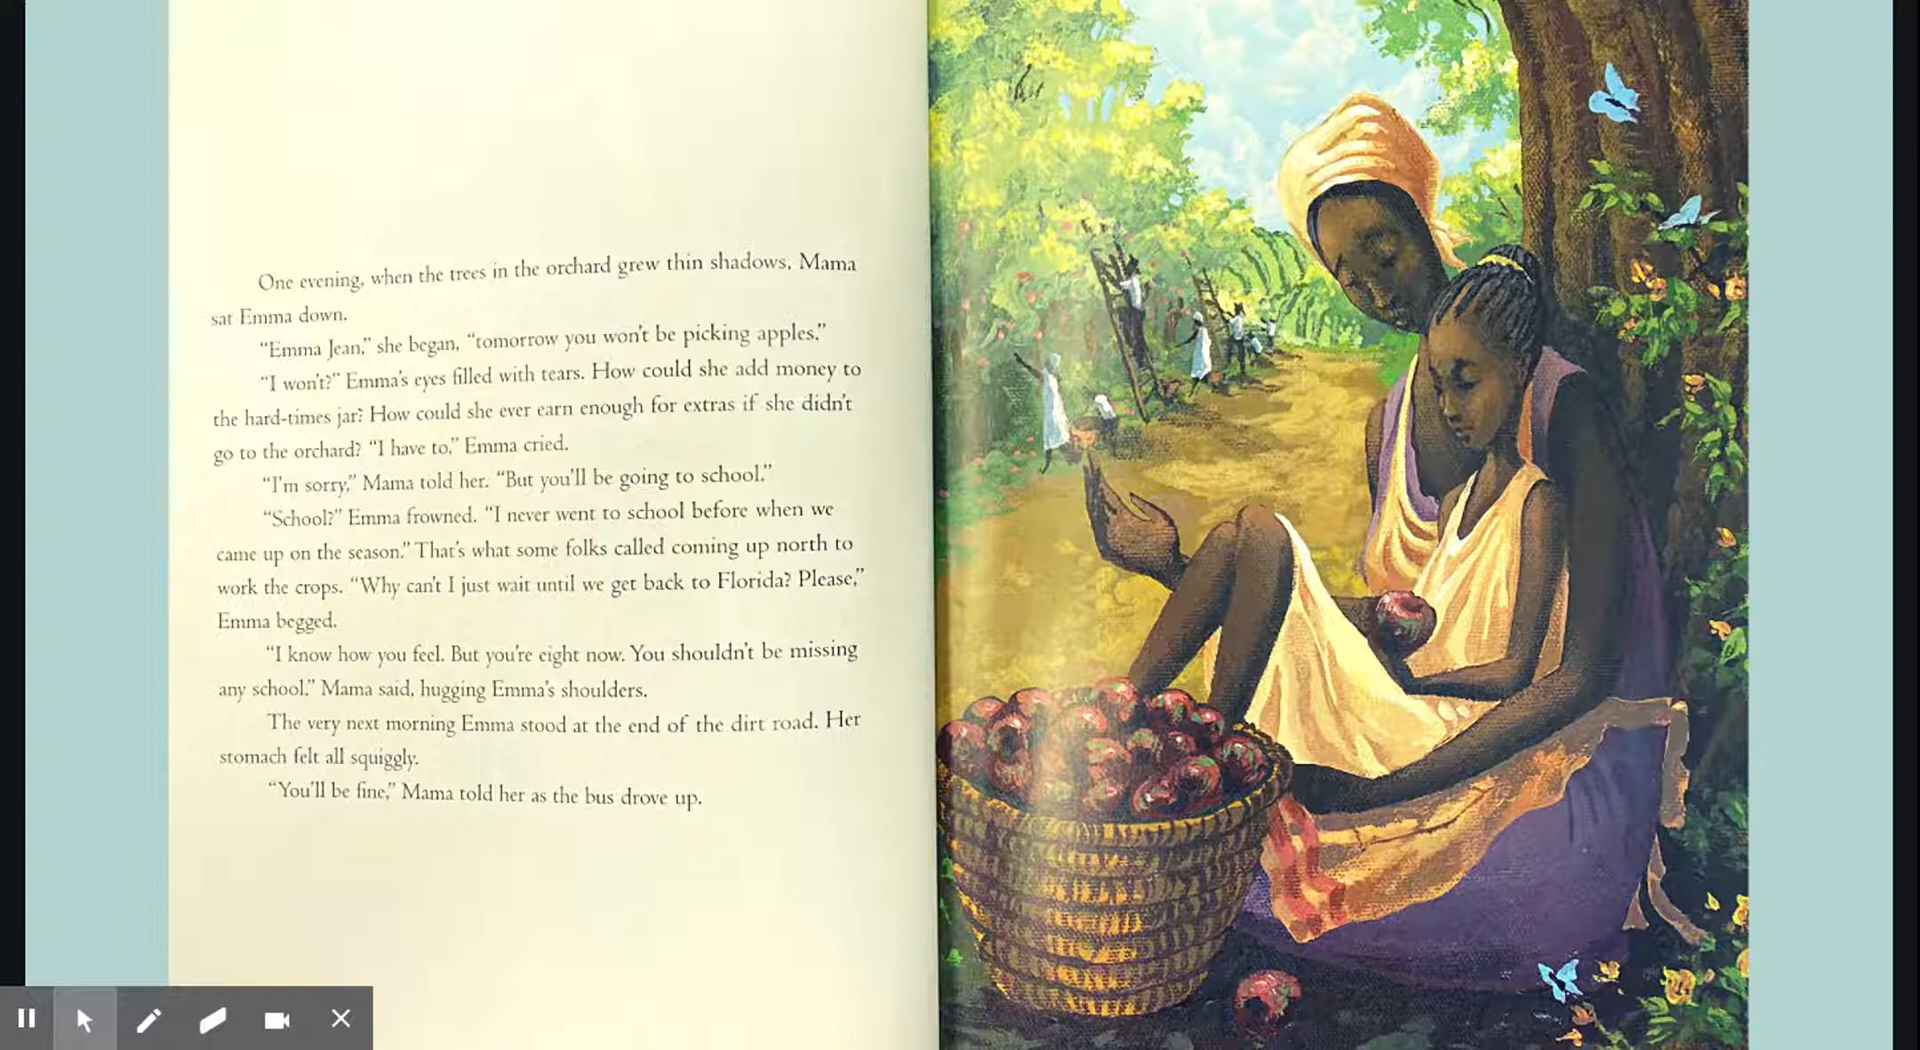 One evening, when the trees in the orchard grew thin shadows, Mama
sat Emma down.
“Emma Jean,” she began, “tomorrow you won’t be picking apples.”
“I won’t?” Emma’s eyes filled with tears. How could she add money to
the hard-times jar? How could she ever earn enough for extras if she didn’t
go to the orchard? “I have to,” Emma cried.
“I’m sorry,” Mama told her. “But you’ll be going to school.”
“School?” Emma frowned. “I never went to school before when we
came up on the season.” That’s what some folks called coming up north to
work the crops. “Why can’t I just wait until we get back to Florida? Please,”
Emma begged.
“I know how you feel. But you’re eight now. You shouldn’t be missing
any school.” Mama said, hugging Emma’s shoulders.
The very next morning Emma stood at the end of the dirt road. Her
stomach felt all squiggly.
“You’ll be fine,” Mama told her as the bus drove up.